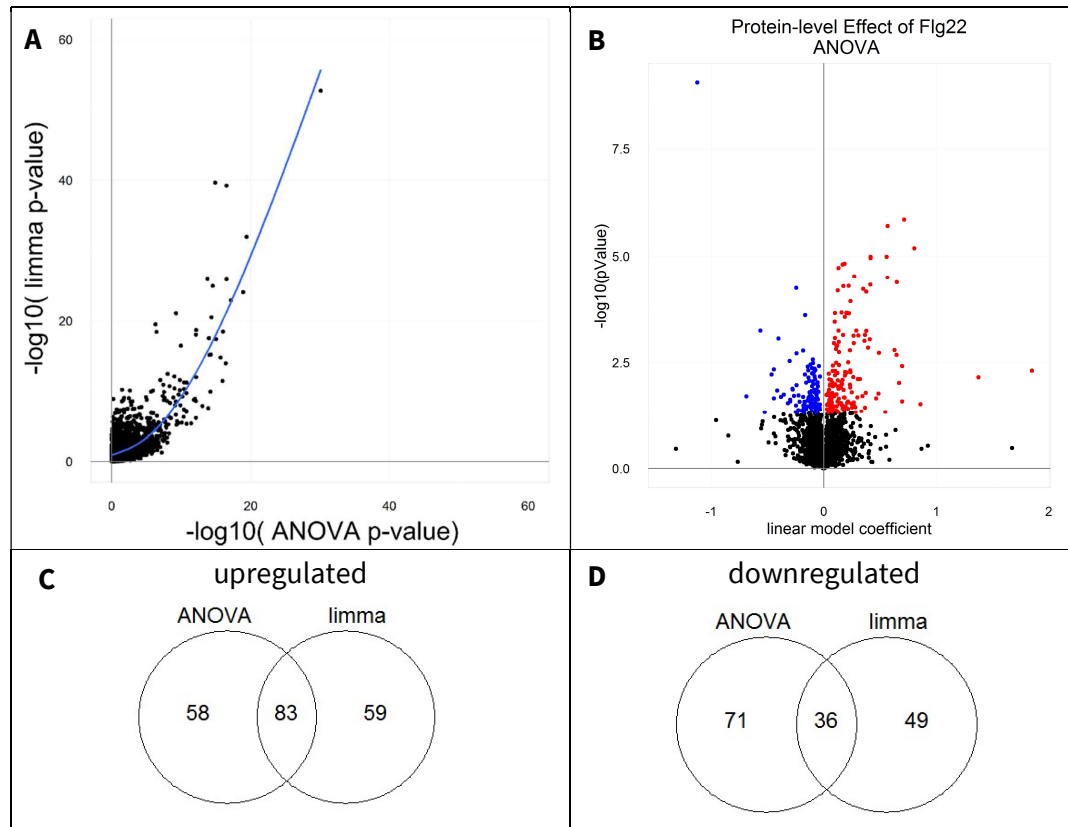 A
60
40
20
0
0
20
40
60
-log10( limma p-value)
-log10( ANOVA p-value)
B
Protein-level Effect of Flg22
ANOVA
7.5
5.0
2.5
0.0
-log10(pValue)
-1
0
1
2
linear model coefficient
C
upregulated
ANOVA
limma
58
83
59
D
downregulated
ANOVA
limma
71
36
49